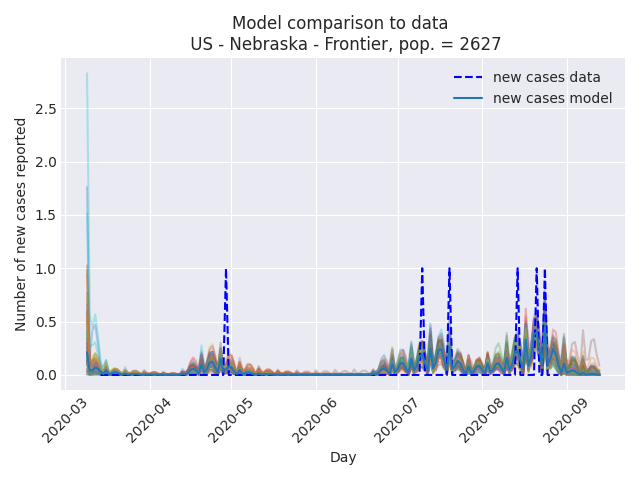 Model comparison to data
US - Nebraska - Frontier, pop. = 2627
new cases data
new cases model
Number of new cases reported
2.5
2.0
1.5
1.0
0.5
0.0
2020-03
2020-04
2020-05
2020-06
2020-07
2020-08
2020-09
Day